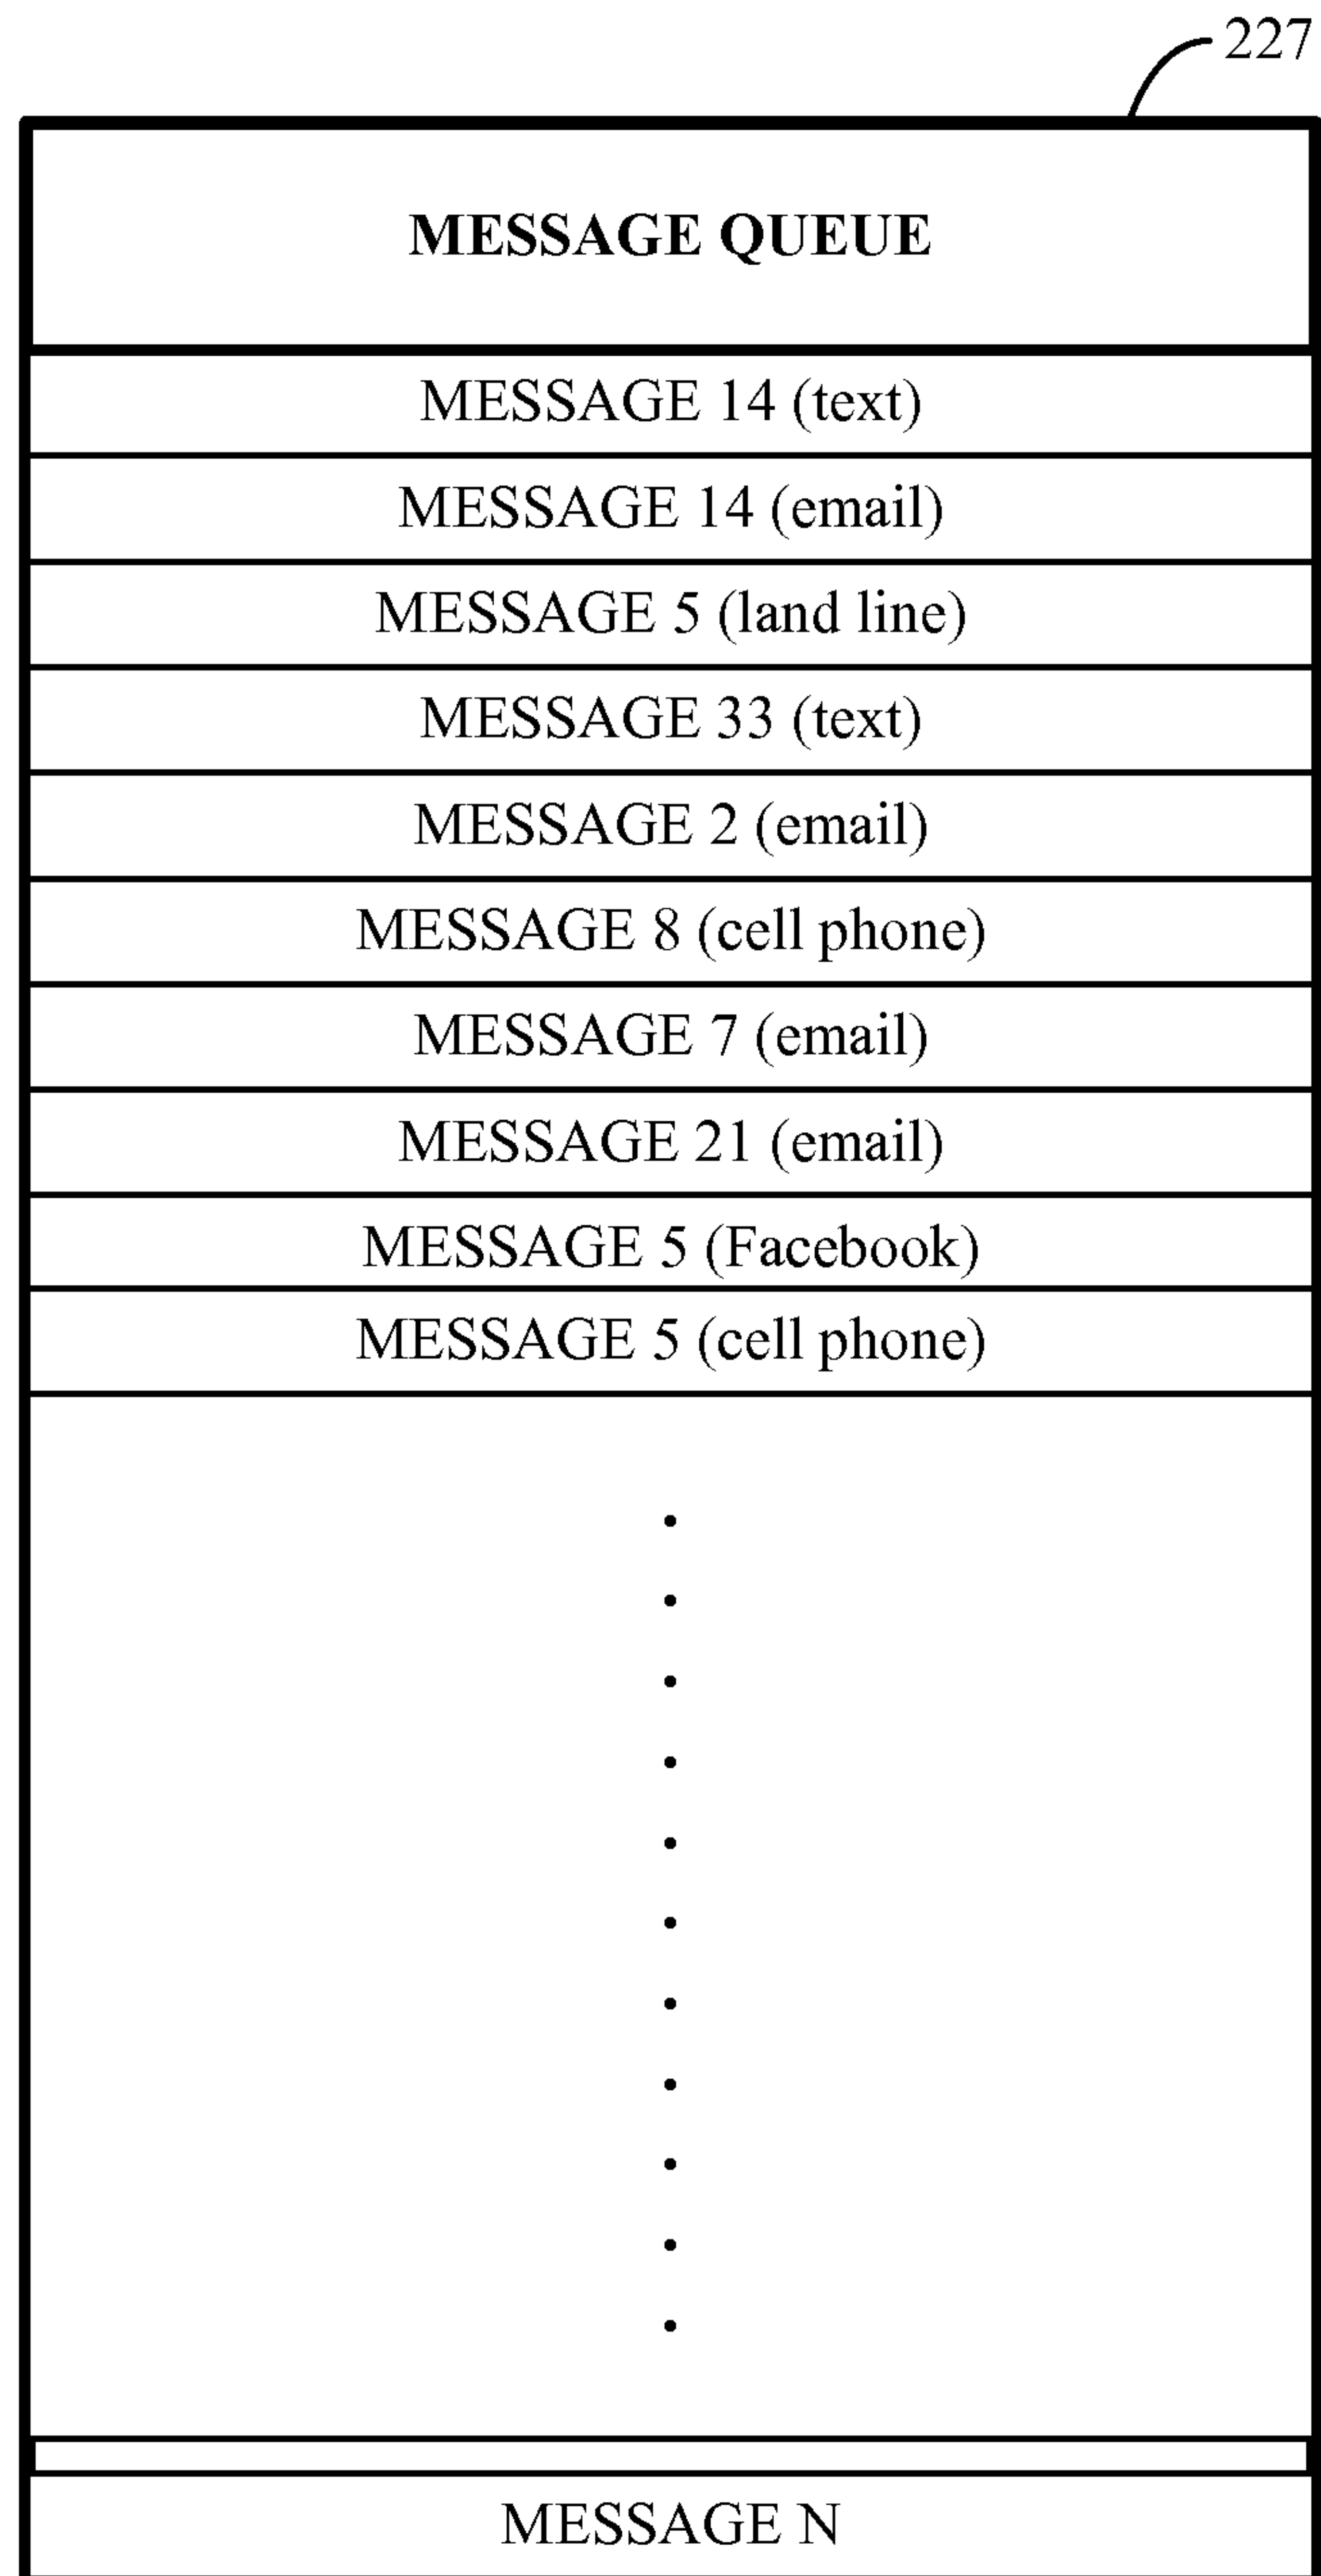 227
MESSAGE QUEUE
MESSAGE 14 (text)
MESSAGE 14 (email)
MESSAGE 5 (land line)
MESSAGE 33 (text)
MESSAGE 2 (email)
MESSAGE 8 (cell phone)
MESSAGE 7 (email)
MESSAGE 21 (email)
MESSAGE 5 (Facebook)
MESSAGE 5 (cell phone)
.
.
.
.
.
.
.
.
.
.
.
MESSAGE N